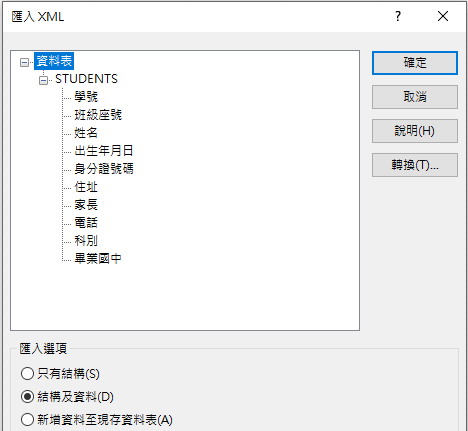 匯入 XML
?
資料表
STUDENTS
學號
班級座號
姓名
出生年月日
身分證號碼
住址
家長
電話
科別
畢業國中
確定
取消
說明(H)
轉換(T)...
匯入選項
只有結構(S)
結構及資料(D)
新增資料至現存資料表(A)